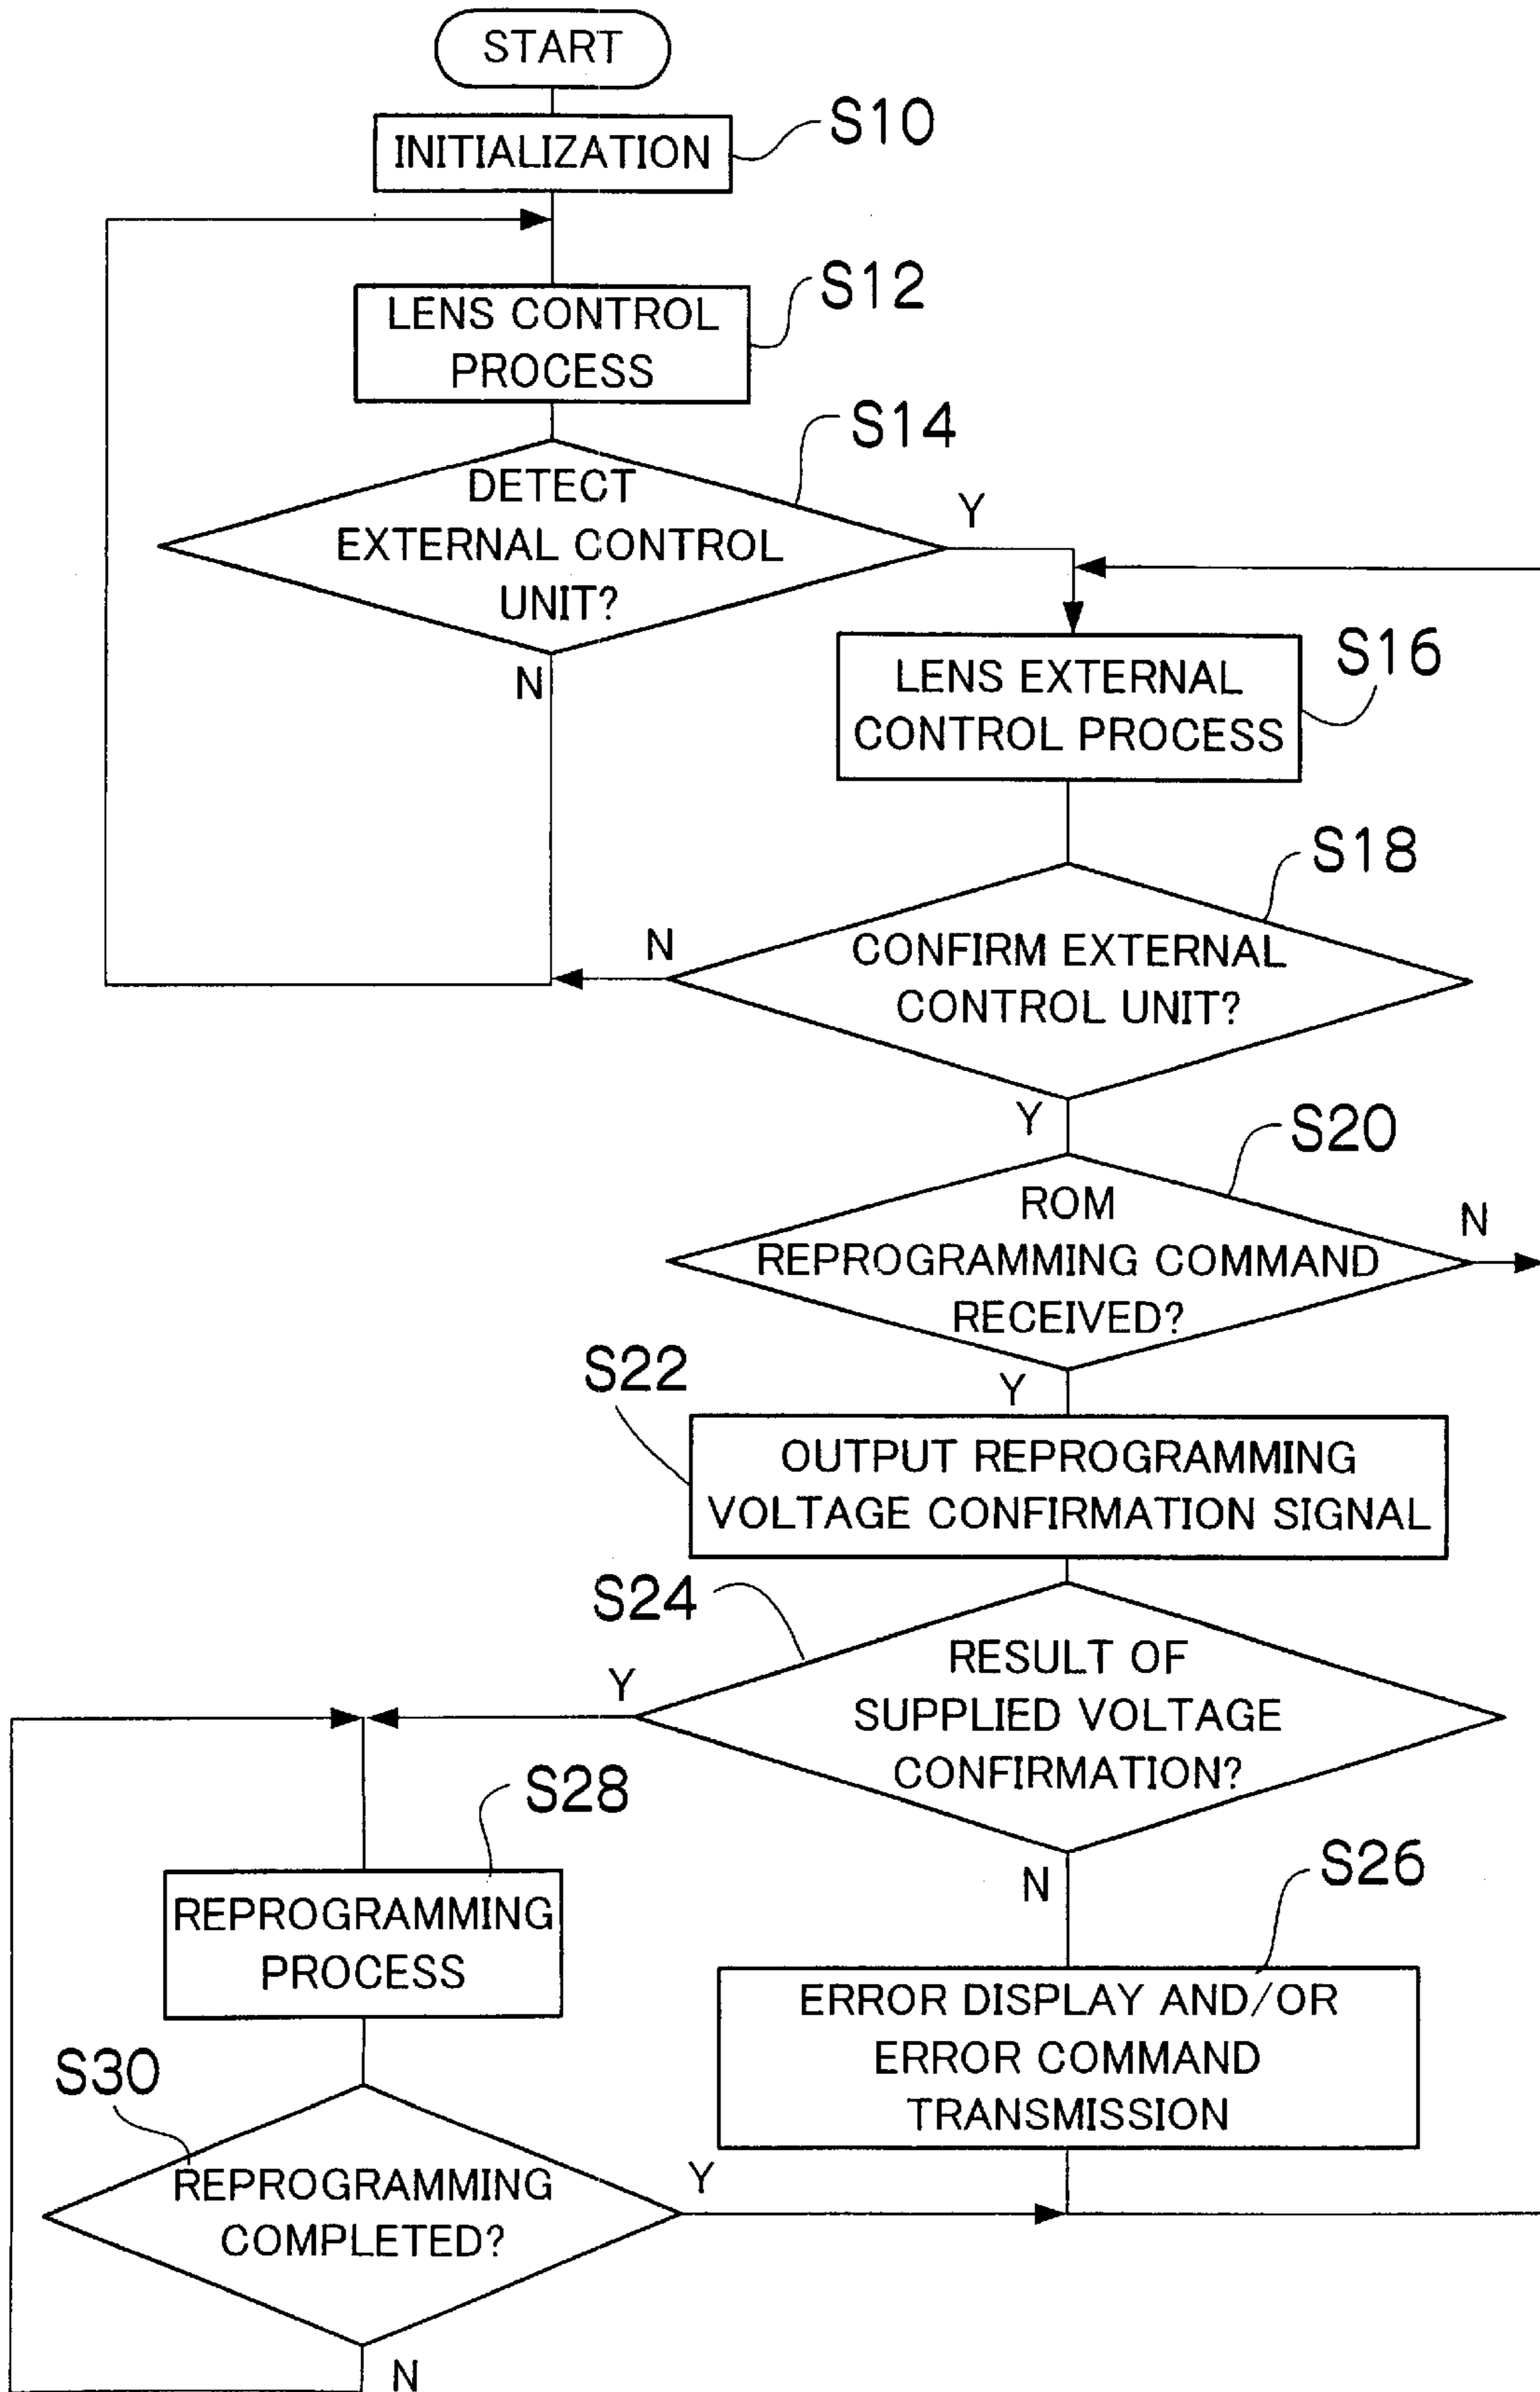 START
INITIALIZATION
S10
LENS CONTROL
PROCESS
S12
DETECT
EXTERNAL CONTROL
UNIT?
S14
Y
N
LENS EXTERNAL
CONTROL PROCESS
S16
CONFIRM EXTERNAL
CONTROL UNIT?
S18
N
Y
ROM
REPROGRAMMING COMMAND
RECEIVED?
S20
N
Y
S22
OUTPUT REPROGRAMMING
VOLTAGE CONFIRMATION SIGNAL
S24
RESULT OF
SUPPLIED VOLTAGE
CONFIRMATION?
Y
N
S28
REPROGRAMMING
PROCESS
S26
ERROR DISPLAY AND/OR
ERROR COMMAND
TRANSMISSION
S30
REPROGRAMMING
COMPLETED?
Y
N